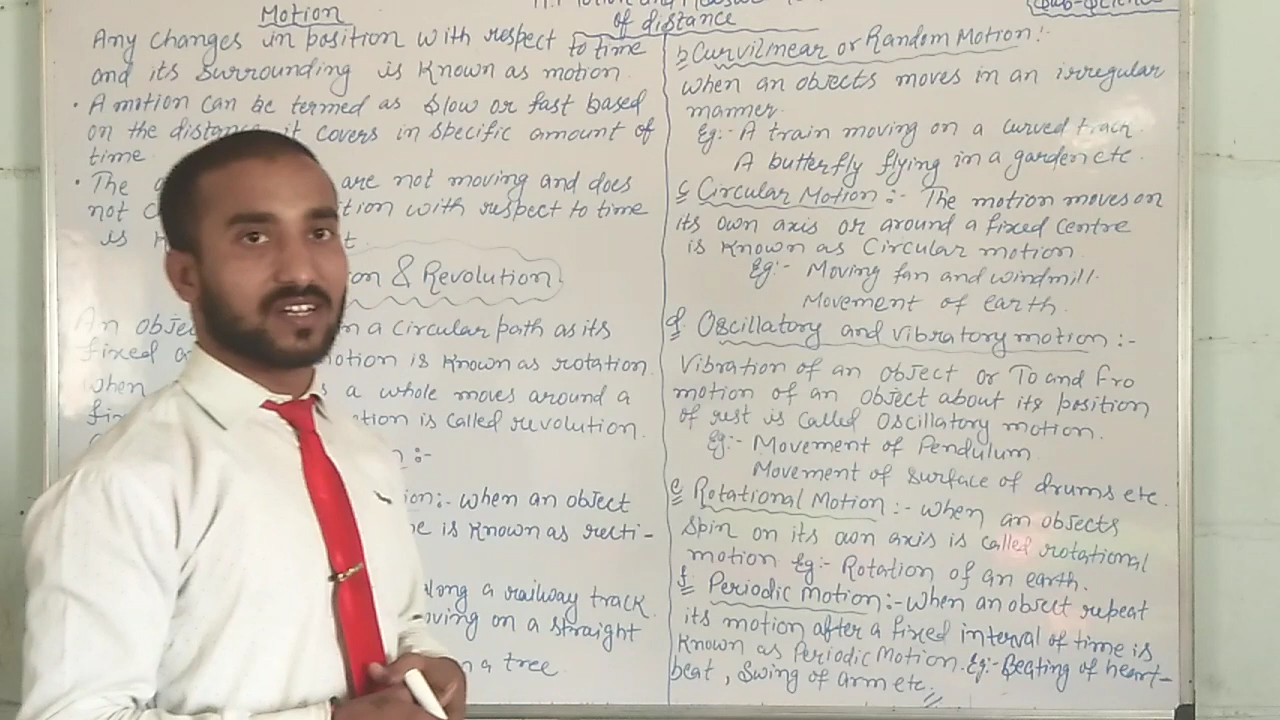 Motion
of distance
Sub-Science
Any changes in position with respect to time
and its surrounding is Known as motion.
• A motion can be termed as slow or fast based
on the distance it covers in specific amount of
time.
• The are not moving and does
not with respect to time
is
& Revolution
An a circular path as its
fixed is Known as rotation.
when a whole moves around a
is called revolution.
:-
:- when an object
is Known as recti-
along a railway track
on a straight
a tree.
b Curvilinear or Random Motion:-
when an objects moves in an irregular
manner.
Eg:- A train moving on a curved track.
A butterfly flying in a garden etc.
c Circular Motion :- The motion moves on
its own axis or around a fixed centre
is Known as Circular motion.
Eg:- Moving fan and windmill.
Movement of earth.
d Oscillatory and vibratory motion :-
Vibration of an object or To and Fro
motion of an object about its position
of rest is called Oscillatory motion.
Eg:- Movement of Pendulum
Movement of surface of drums etc.
e Rotational Motion :- when an objects
spin on its own axis is called rotational
motion Eg:- Rotation of an earth.
f Periodic Motion:- when an object repeat
its motion after a fixed interval of time is
Known as Periodic Motion. Eg:- Beating of heart-
beat, Swing of arm etc.